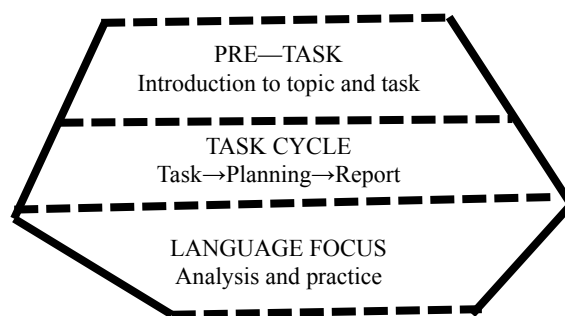 PRE—TASK
Introduction to topic and task
TASK CYCLE
Task→Planning→Report
LANGUAGE FOCUS
Analysis and practice